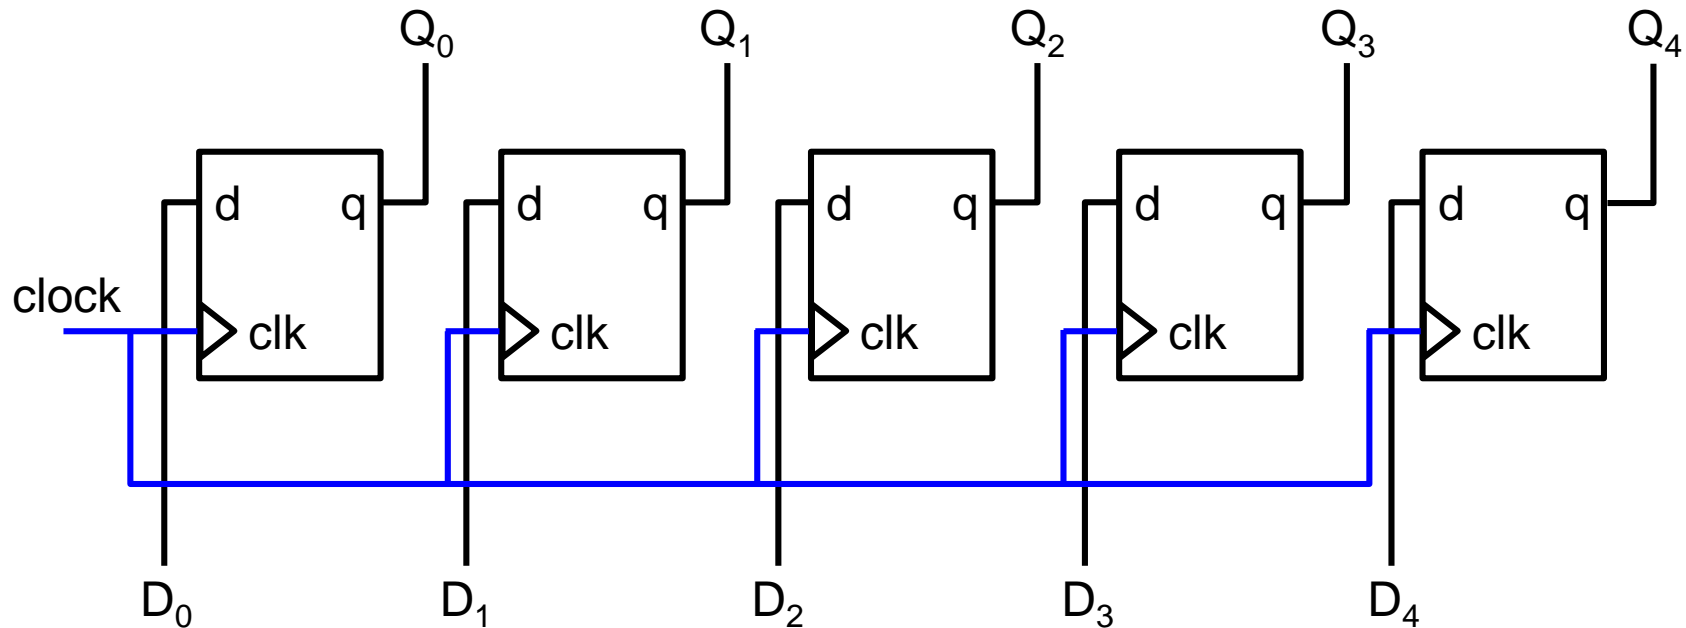 Q0 Q1 Q2 Q3 Q4
d q d q d q d q d q
clock
clk clk clk clk clk
D0 D1 D2 D3 D4